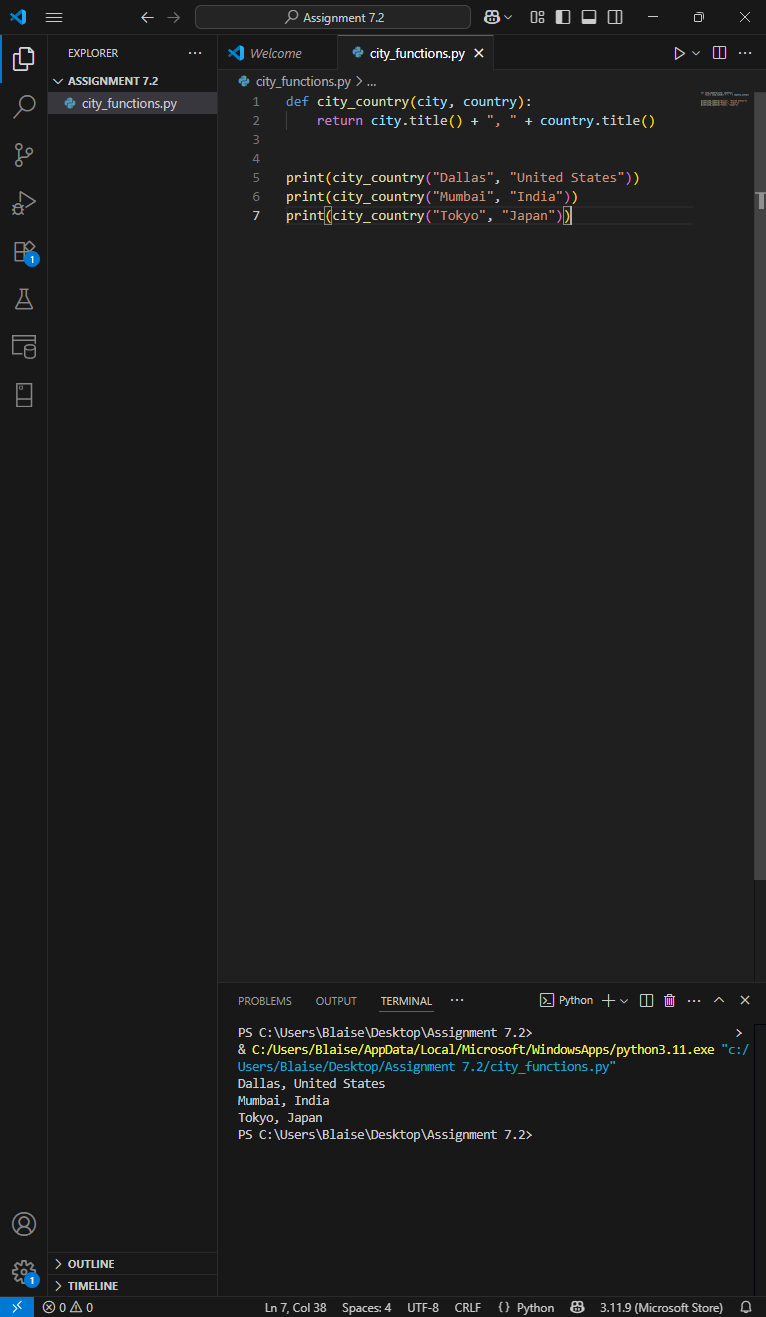 Assignment 7.2
EXPLORER
ASSIGNMENT 7.2
city_functions.py
Welcome
city_functions.py
city_functions.py > ...
1 def city_country(city, country):
2     return city.title() + ", " + country.title()
3
4
5 print(city_country("Dallas", "United States"))
6 print(city_country("Mumbai", "India"))
7 print(city_country("Tokyo", "Japan"))
1
PROBLEMS OUTPUT TERMINAL ... Python
PS C:\Users\Blaise\Desktop\Assignment 7.2>
& C:/Users/Blaise/AppData/Local/Microsoft/WindowsApps/python3.11.exe "c:/
Users/Blaise/Desktop/Assignment 7.2/city_functions.py"
Dallas, United States
Mumbai, India
Tokyo, Japan
PS C:\Users\Blaise\Desktop\Assignment 7.2>
OUTLINE
1
TIMELINE
0 0 Ln 7, Col 38 Spaces: 4 UTF-8 CRLF {} Python 3.11.9 (Microsoft Store)